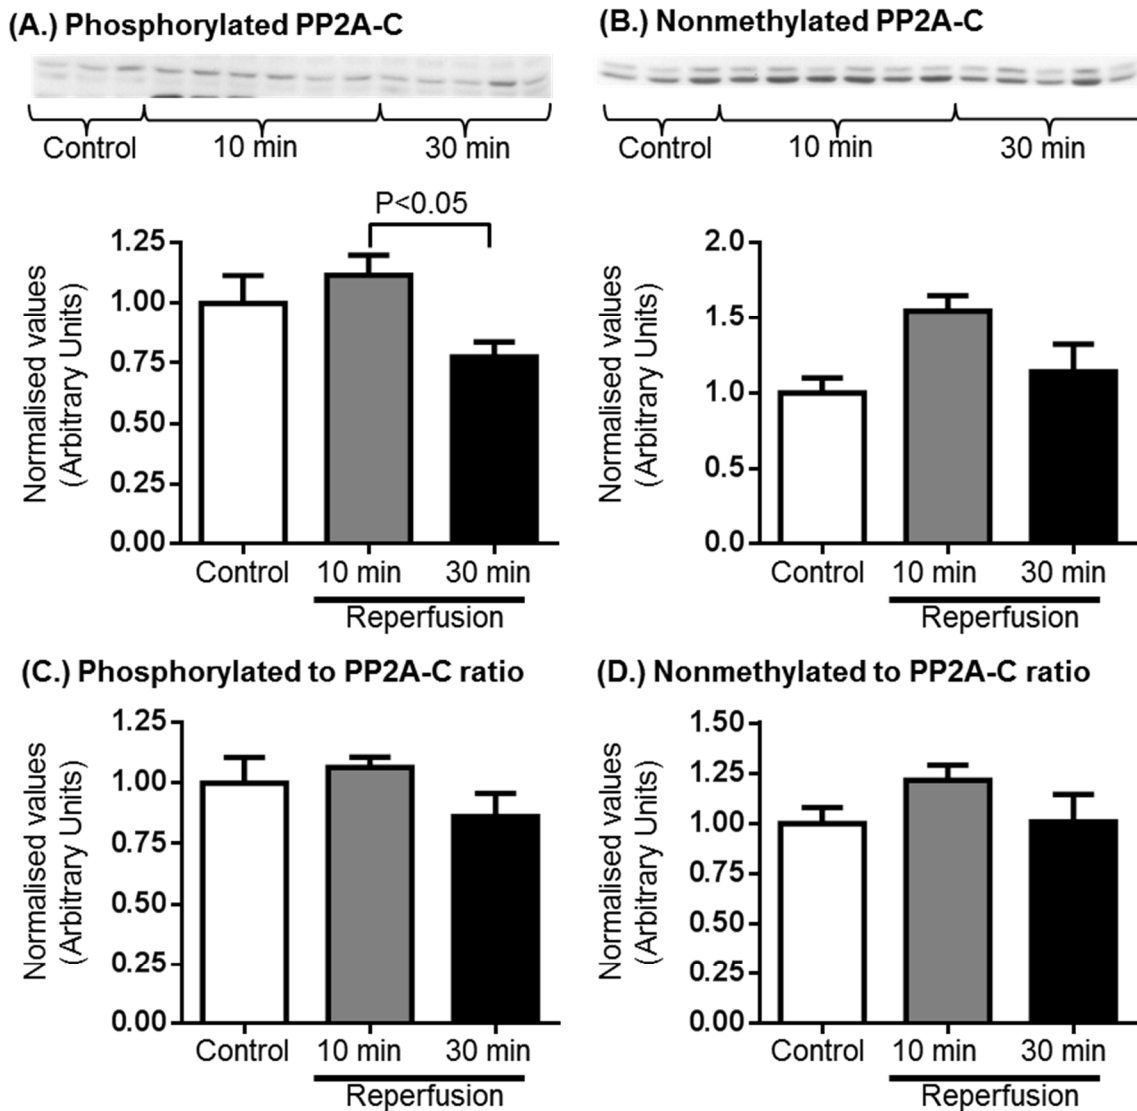 (A.) Phosphorylated PP2A-C
Control 10 min 30 min
P<0.05
Normalised values
(Arbitrary Units)
1.25
1.00
0.75
0.50
0.25
0.00
Control 10 min 30 min
Reperfusion
(B.) Nonmethylated PP2A-C
Control 10 min 30 min
Normalised values
(Arbitrary Units)
2.0
1.5
1.0
0.5
0.0
Control 10 min 30 min
Reperfusion
(C.) Phosphorylated to PP2A-C ratio
Normalised values
(Arbitrary Units)
1.25
1.00
0.75
0.50
0.25
0.00
Control 10 min 30 min
Reperfusion
(D.) Nonmethylated to PP2A-C ratio
Normalised values
(Arbitrary Units)
1.50
1.25
1.00
0.75
0.50
0.25
0.00
Control 10 min 30 min
Reperfusion